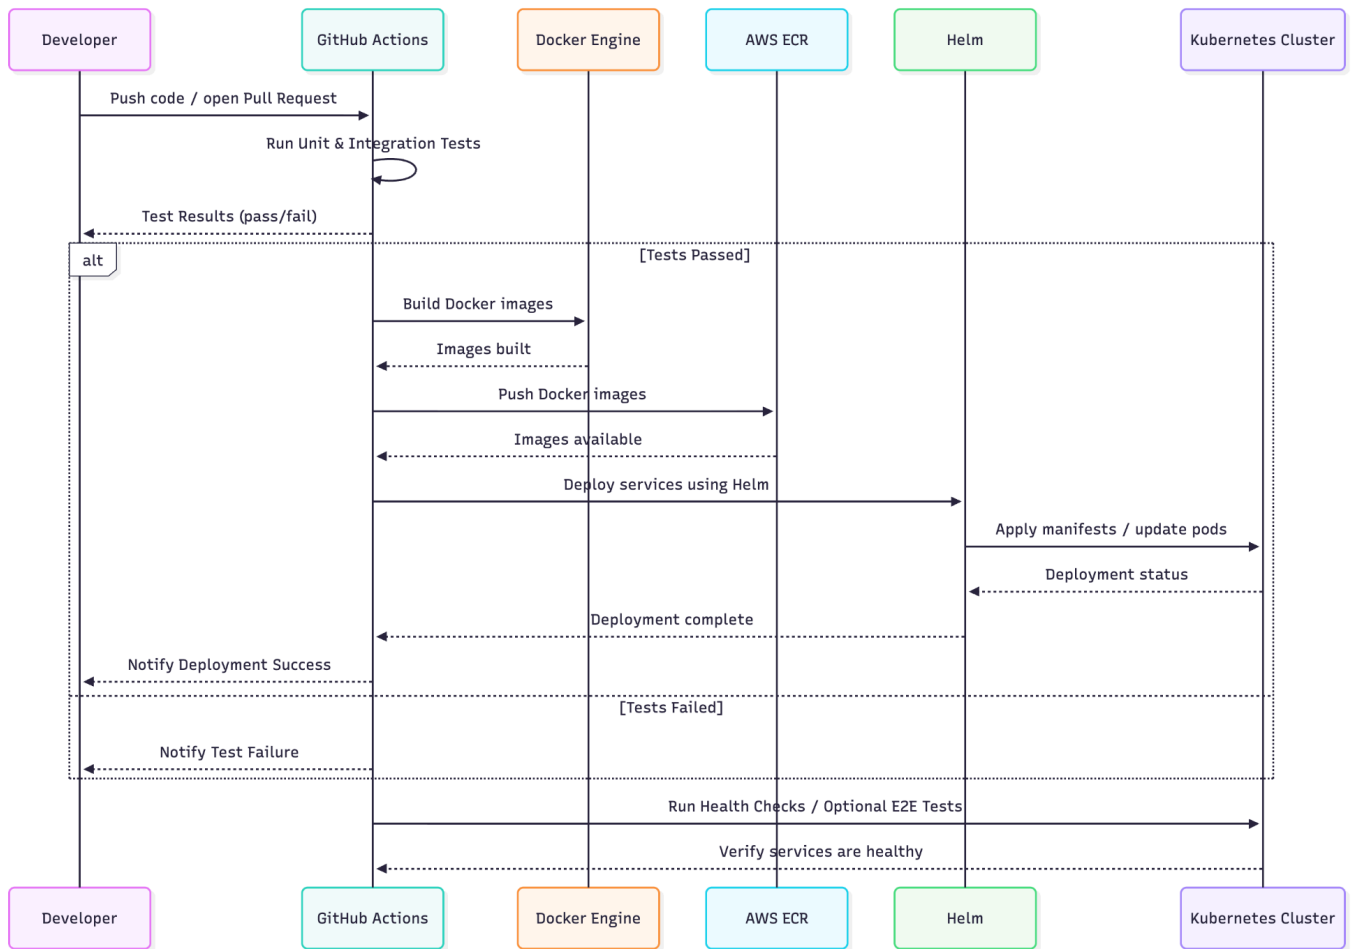 Developer
GitHub Actions
Docker Engine
AWS ECR
Helm
Kubernetes Cluster
Push code / open Pull Request
Run Unit & Integration Tests
Test Results (pass/fail)
alt
[Tests Passed]
Build Docker images
Images built
Push Docker images
Images available
Deploy services using Helm
Apply manifests / update pods
Deployment status
Deployment complete
Notify Deployment Success
[Tests Failed]
Notify Test Failure
Run Health Checks / Optional E2E Tests
Verify services are healthy
Developer
GitHub Actions
Docker Engine
AWS ECR
Helm
Kubernetes Cluster